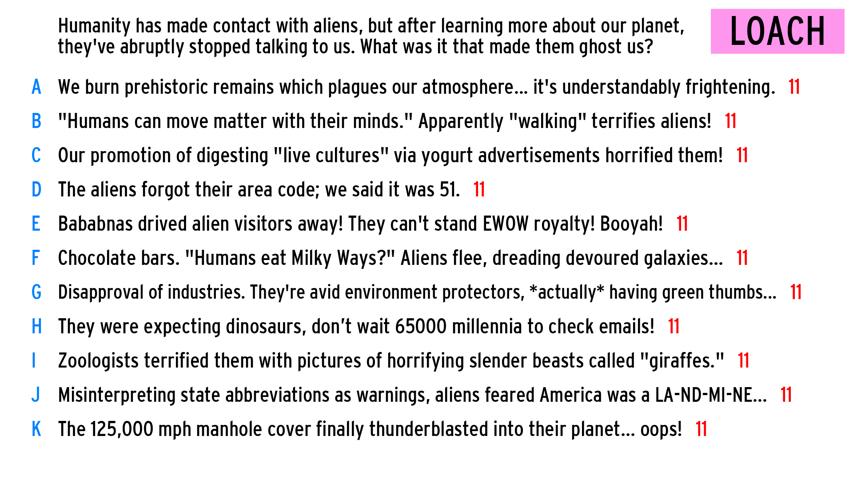 Humanity has made contact with aliens, but after learning more about our planet,
they've abruptly stopped talking to us. What was it that made them ghost us?
LOACH
A We burn prehistoric remains which plagues our atmosphere... it's understandably frightening. 11
B "Humans can move matter with their minds." Apparently "walking" terrifies aliens! 11
C Our promotion of digesting "live cultures" via yogurt advertisements horrified them! 11
D The aliens forgot their area code; we said it was 51. 11
E Bababnas drived alien visitors away! They can't stand EWOW royalty! Booyah! 11
F Chocolate bars. "Humans eat Milky Ways?" Aliens flee, dreading devoured galaxies... 11
G Disapproval of industries. They're avid environment protectors, *actually* having green thumbs... 11
H They were expecting dinosaurs, don’t wait 65000 millennia to check emails! 11
I Zoologists terrified them with pictures of horrifying slender beasts called "giraffes." 11
J Misinterpreting state abbreviations as warnings, aliens feared America was a LA-ND-MI-NE... 11
K The 125,000 mph manhole cover finally thunderblasted into their planet... oops! 11